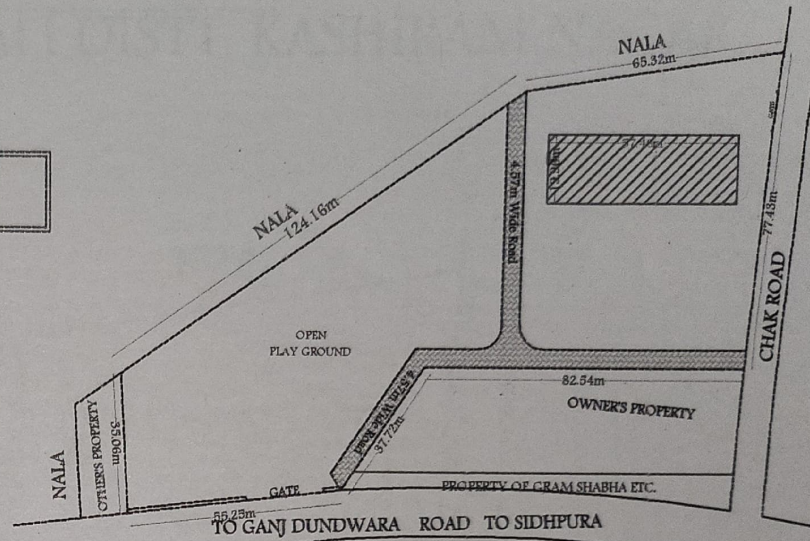 NALA
65.32m
NALA
124.16m
4.57m Wide Road
77.43m
CHAK ROAD
OPEN
PLAY GROUND
4.57m Wide Road
37.72m
82.54m
OWNER'S PROPERTY
NALA
OTHER'S PROPERTY
35.06m
GATE
PROPERTY OF GRAM SHABHA ETC.
55.25m
TO GANJ DUNDWARA ROAD TO SIDHPURA